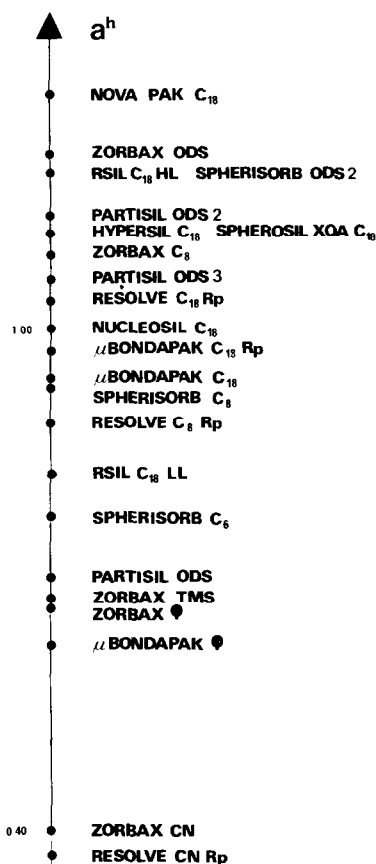 aʰ
NOVA PAK C₁₈
ZORBAX ODS
RSIL C₁₈ HL SPHERISORB ODS 2
PARTISIL ODS 2
HYPERSIL C₁₈ SPHEROSIL XOA C₁₈
ZORBAX C₈
PARTISIL ODS 3
RESOLVE C₁₈ Rp
1 00 NUCLEOSIL C₁₈
μBONDAPAK C₁₈ Rp
μBONDAPAK C₁₈
SPHERISORB C₈
RESOLVE C₈ Rp
RSIL C₁₈ LL
SPHERISORB C₆
PARTISIL ODS
ZORBAX TMS
ZORBAX φ
μBONDAPAK φ
0 40 ZORBAX CN
RESOLVE CN Rp